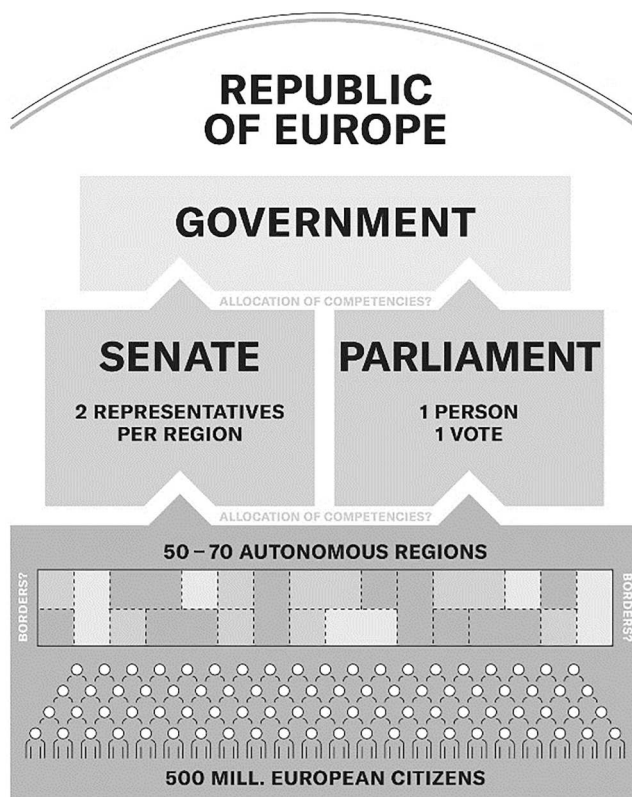 REPUBLIC
OF EUROPE
GOVERNMENT
ALLOCATION OF COMPETENCIES?
SENATE
2 REPRESENTATIVES
PER REGION
PARLIAMENT
1 PERSON
1 VOTE
ALLOCATION OF COMPETENCIES?
50 – 70 AUTONOMOUS REGIONS
BORDERS?
BORDERS?
500 MILL. EUROPEAN CITIZENS